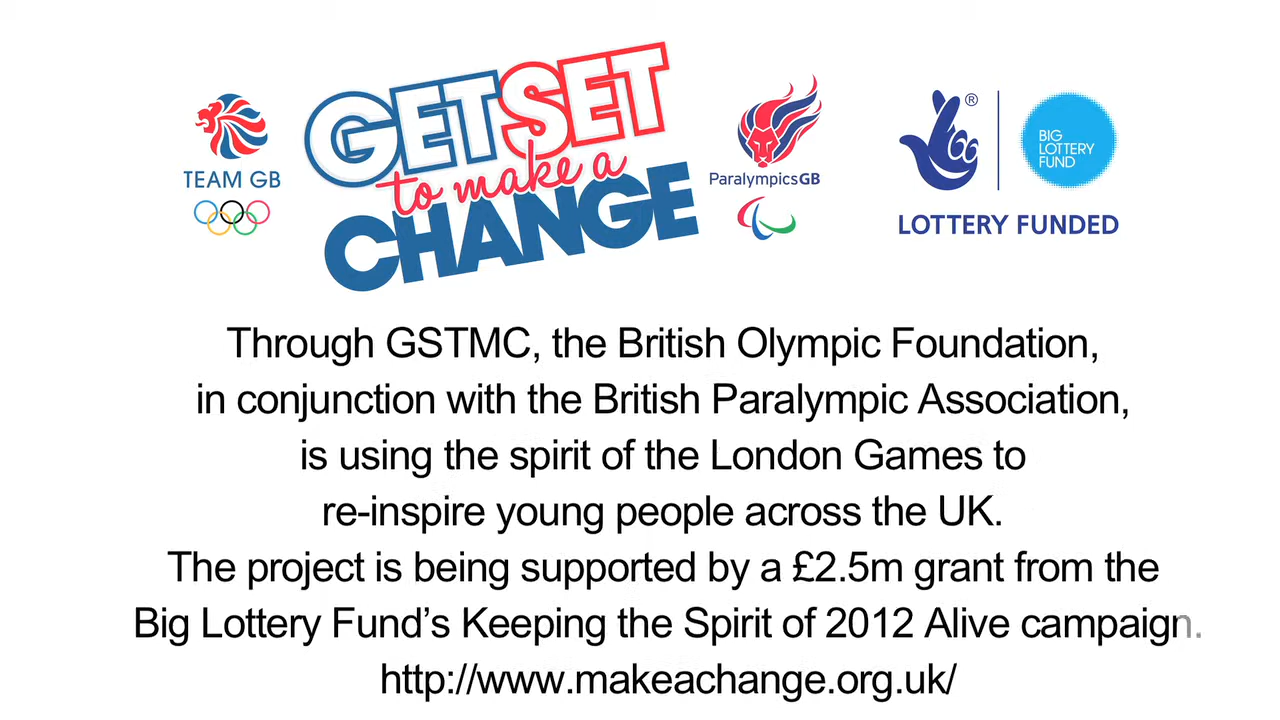 GET SET
to make a
CHANGE
TEAM GB
ParalympicsGB
®
BIG
LOTTERY
FUND
LOTTERY FUNDED
Through GSTMC, the British Olympic Foundation,
in conjunction with the British Paralympic Association,
is using the spirit of the London Games to
re-inspire young people across the UK.
The project is being supported by a £2.5m grant from the
Big Lottery Fund’s Keeping the Spirit of 2012 Alive campaign.
http://www.makeachange.org.uk/